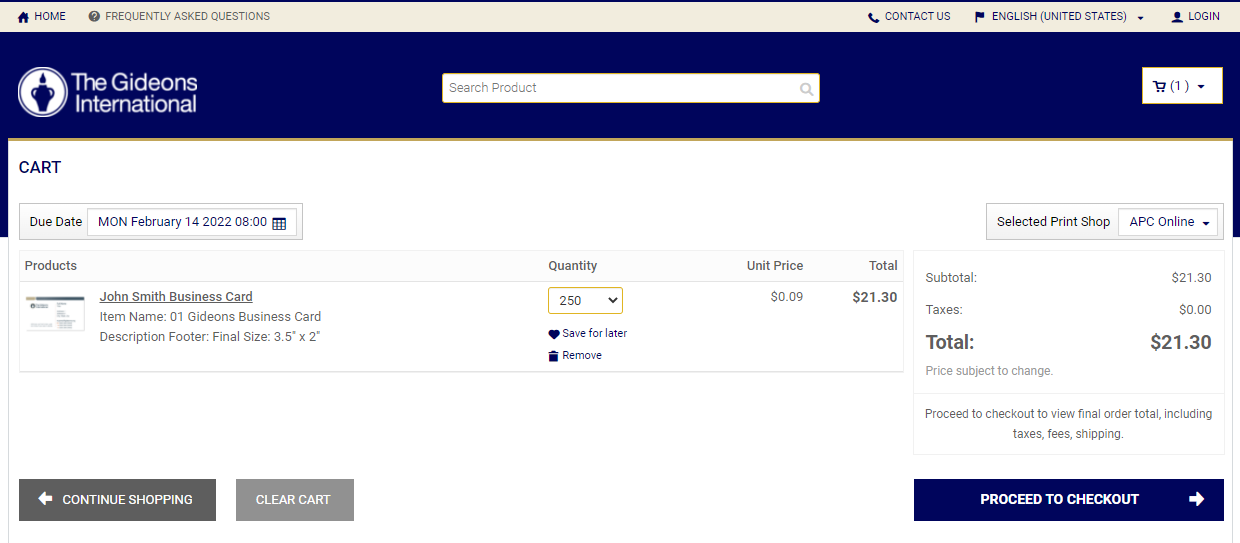 HOME FREQUENTLY ASKED QUESTIONS CONTACT US ENGLISH (UNITED STATES) LOGIN
The Gideons
International
Search Product
(1 )
CART
Due Date MON February 14 2022 08:00
Selected Print Shop APC Online
Products Quantity Unit Price Total
John Smith Business Card 250 $0.09 $21.30
Item Name: 01 Gideons Business Card
Description Footer: Final Size: 3.5" x 2"
Save for later
Remove
Subtotal: $21.30
Taxes: $0.00
Total: $21.30
Price subject to change.
Proceed to checkout to view final order total, including
taxes, fees, shipping.
CONTINUE SHOPPING CLEAR CART PROCEED TO CHECKOUT